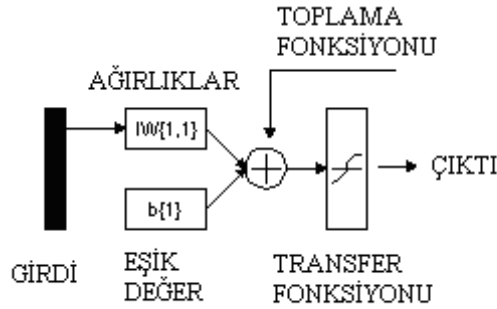 TOPLAMA
FONKSİYONU
AĞIRLIKLAR
IW{1,1}
b{1}
ÇIKTI
GİRDİ
EŞİK
DEĞER
TRANSFER
FONKSİYONU